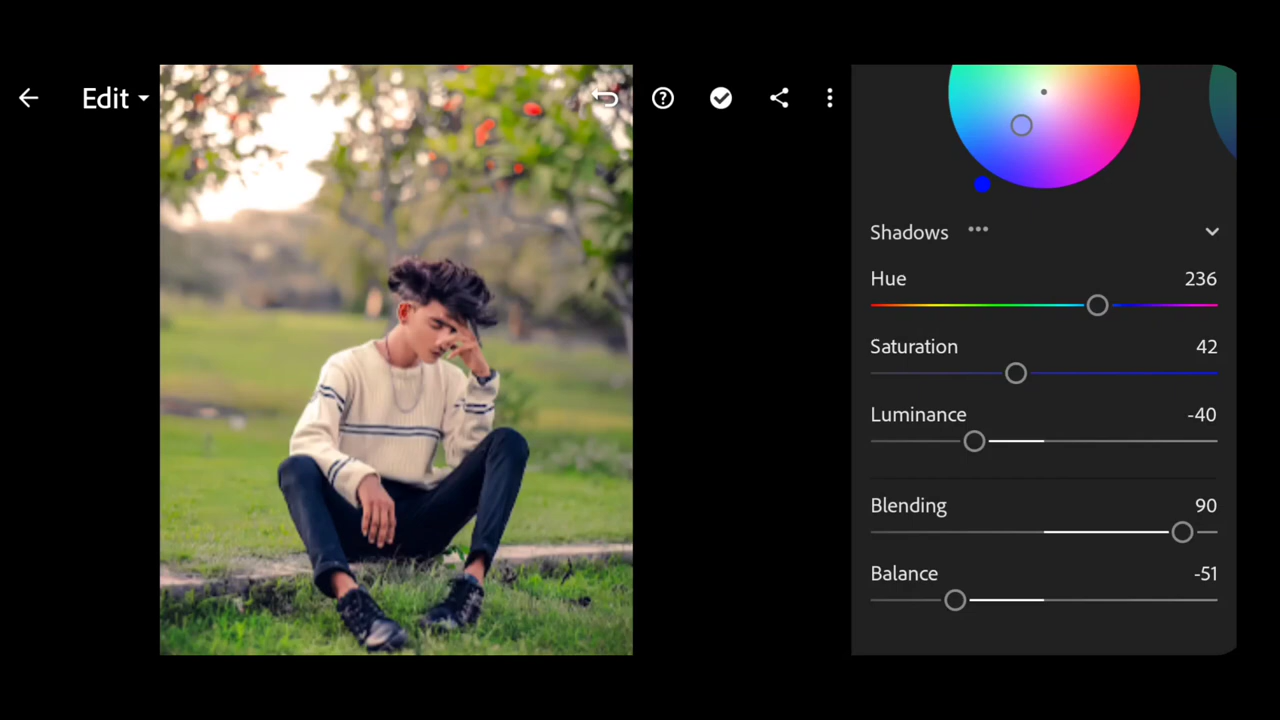 Edit
Shadows
Hue 236
Saturation 42
Luminance -40
Blending 90
Balance -51